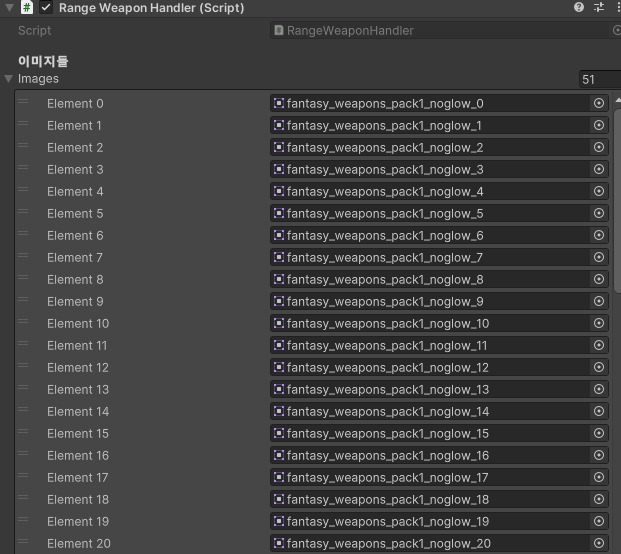 Range Weapon Handler (Script)
Script RangeWeaponHandler
이미지들
Images 51
Element 0 fantasy_weapons_pack1_noglow_0
Element 1 fantasy_weapons_pack1_noglow_1
Element 2 fantasy_weapons_pack1_noglow_2
Element 3 fantasy_weapons_pack1_noglow_3
Element 4 fantasy_weapons_pack1_noglow_4
Element 5 fantasy_weapons_pack1_noglow_5
Element 6 fantasy_weapons_pack1_noglow_6
Element 7 fantasy_weapons_pack1_noglow_7
Element 8 fantasy_weapons_pack1_noglow_8
Element 9 fantasy_weapons_pack1_noglow_9
Element 10 fantasy_weapons_pack1_noglow_10
Element 11 fantasy_weapons_pack1_noglow_11
Element 12 fantasy_weapons_pack1_noglow_12
Element 13 fantasy_weapons_pack1_noglow_13
Element 14 fantasy_weapons_pack1_noglow_14
Element 15 fantasy_weapons_pack1_noglow_15
Element 16 fantasy_weapons_pack1_noglow_16
Element 17 fantasy_weapons_pack1_noglow_17
Element 18 fantasy_weapons_pack1_noglow_18
Element 19 fantasy_weapons_pack1_noglow_19
Element 20 fantasy_weapons_pack1_noglow_20